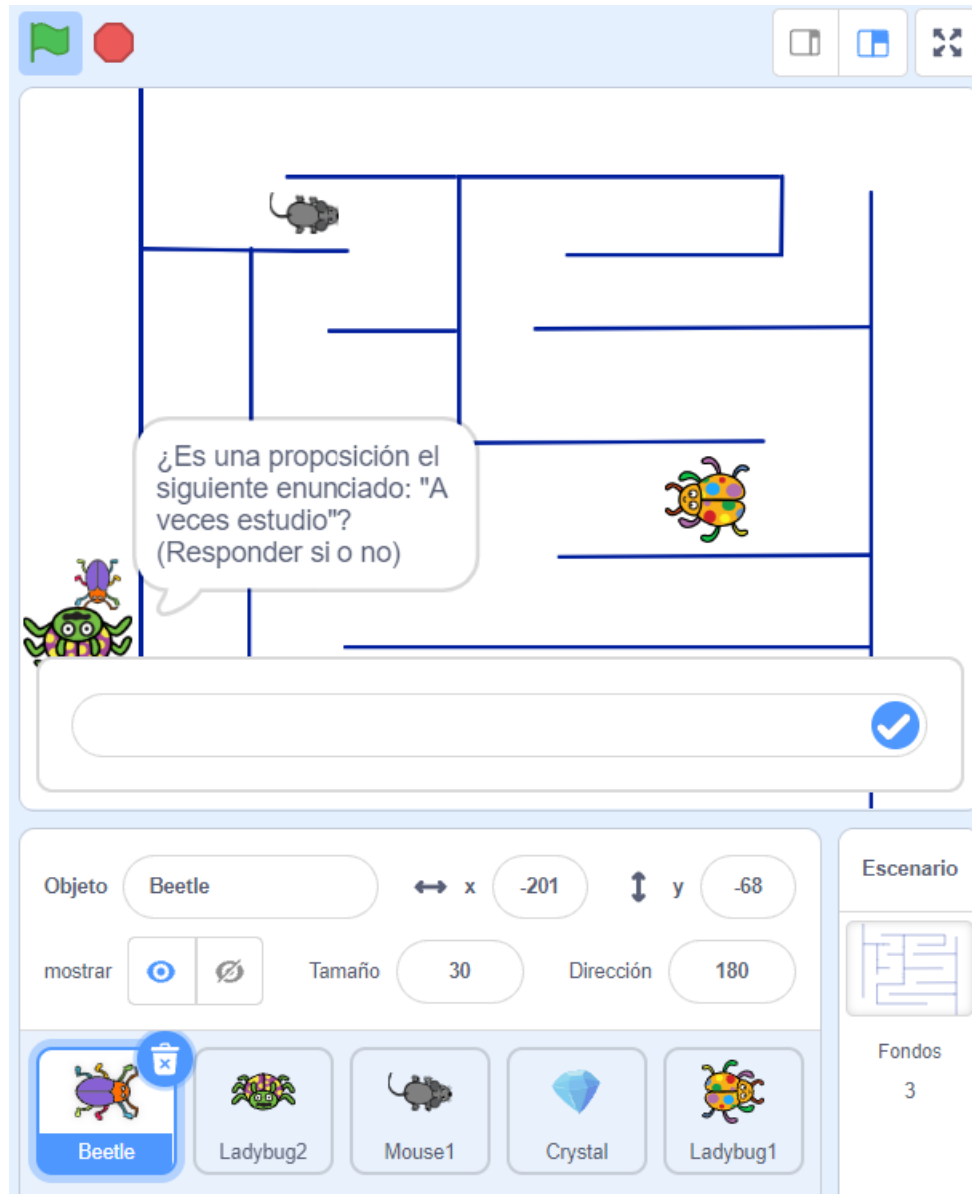 ¿Es una proposición el
siguiente enunciado: "A
veces estudio"?
(Responder si o no)
Objeto Beetle x -201 y -68
Escenario
mostrar Tamaño 30 Dirección 180
Fondos
3
Beetle Ladybug2 Mouse1 Crystal Ladybug1